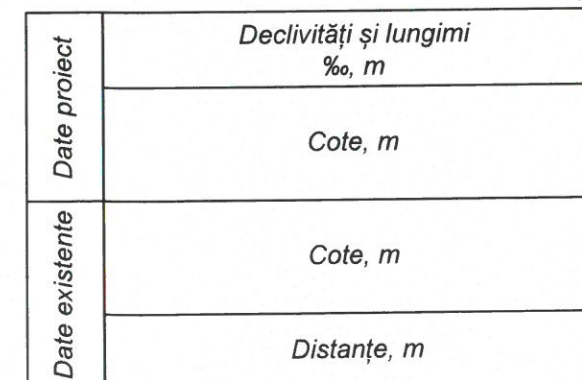 Date proiect
Declivități și lungimi
‰, m
Cote, m
Date existente
Cote, m
Distanțe, m